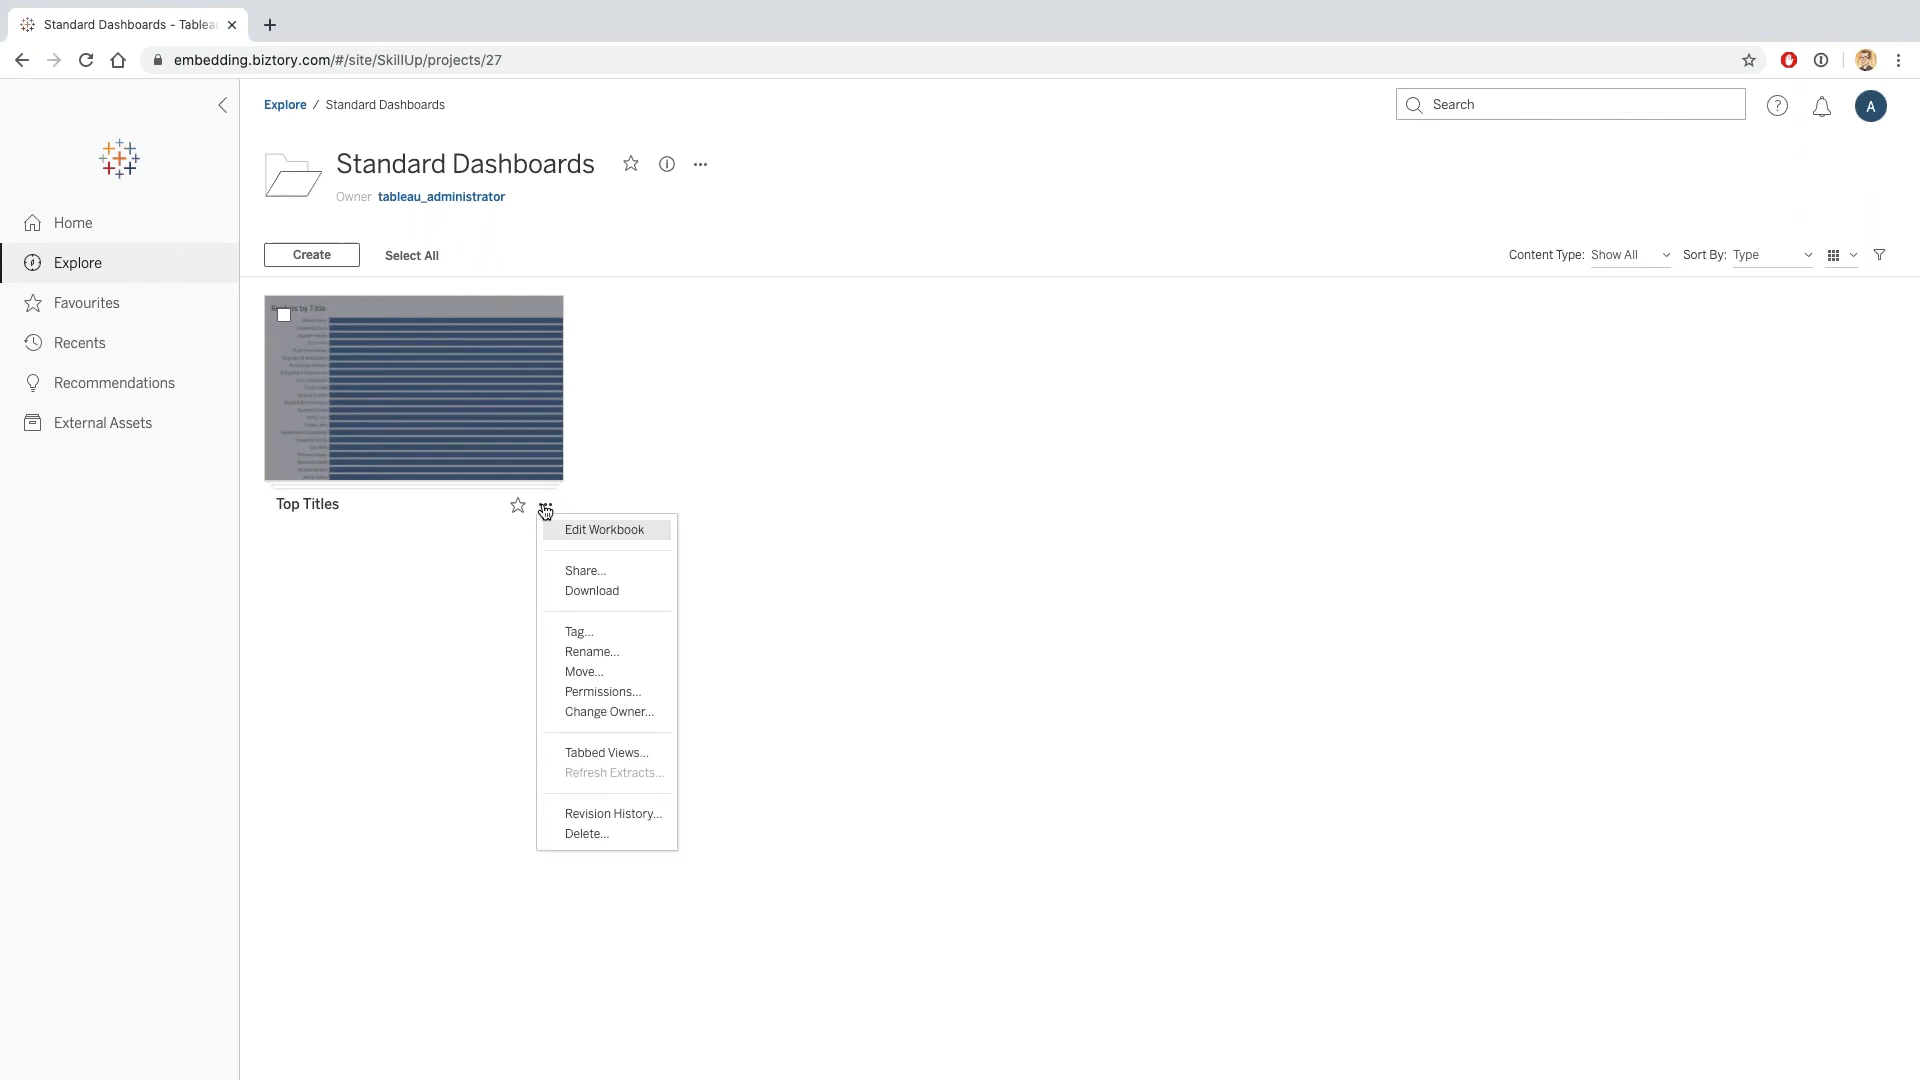 Standard Dashboards - Tablea
embedding.biztory.com/#/site/SkillUp/projects/27
Explore / Standard Dashboards
Search
A
Standard Dashboards
Owner tableau_administrator
Home
Explore
Favourites
Recents
Recommendations
External Assets
Create
Select All
Content Type: Show All
Sort By: Type
by Title
Top Titles
Edit Workbook
Share...
Download
Tag...
Rename...
Move...
Permissions...
Change Owner...
Tabbed Views...
Refresh Extracts...
Revision History...
Delete...